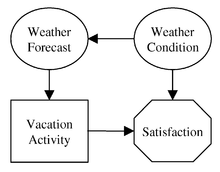 Weather
Forecast
Weather
Condition
Vacation
Activity
Satisfaction